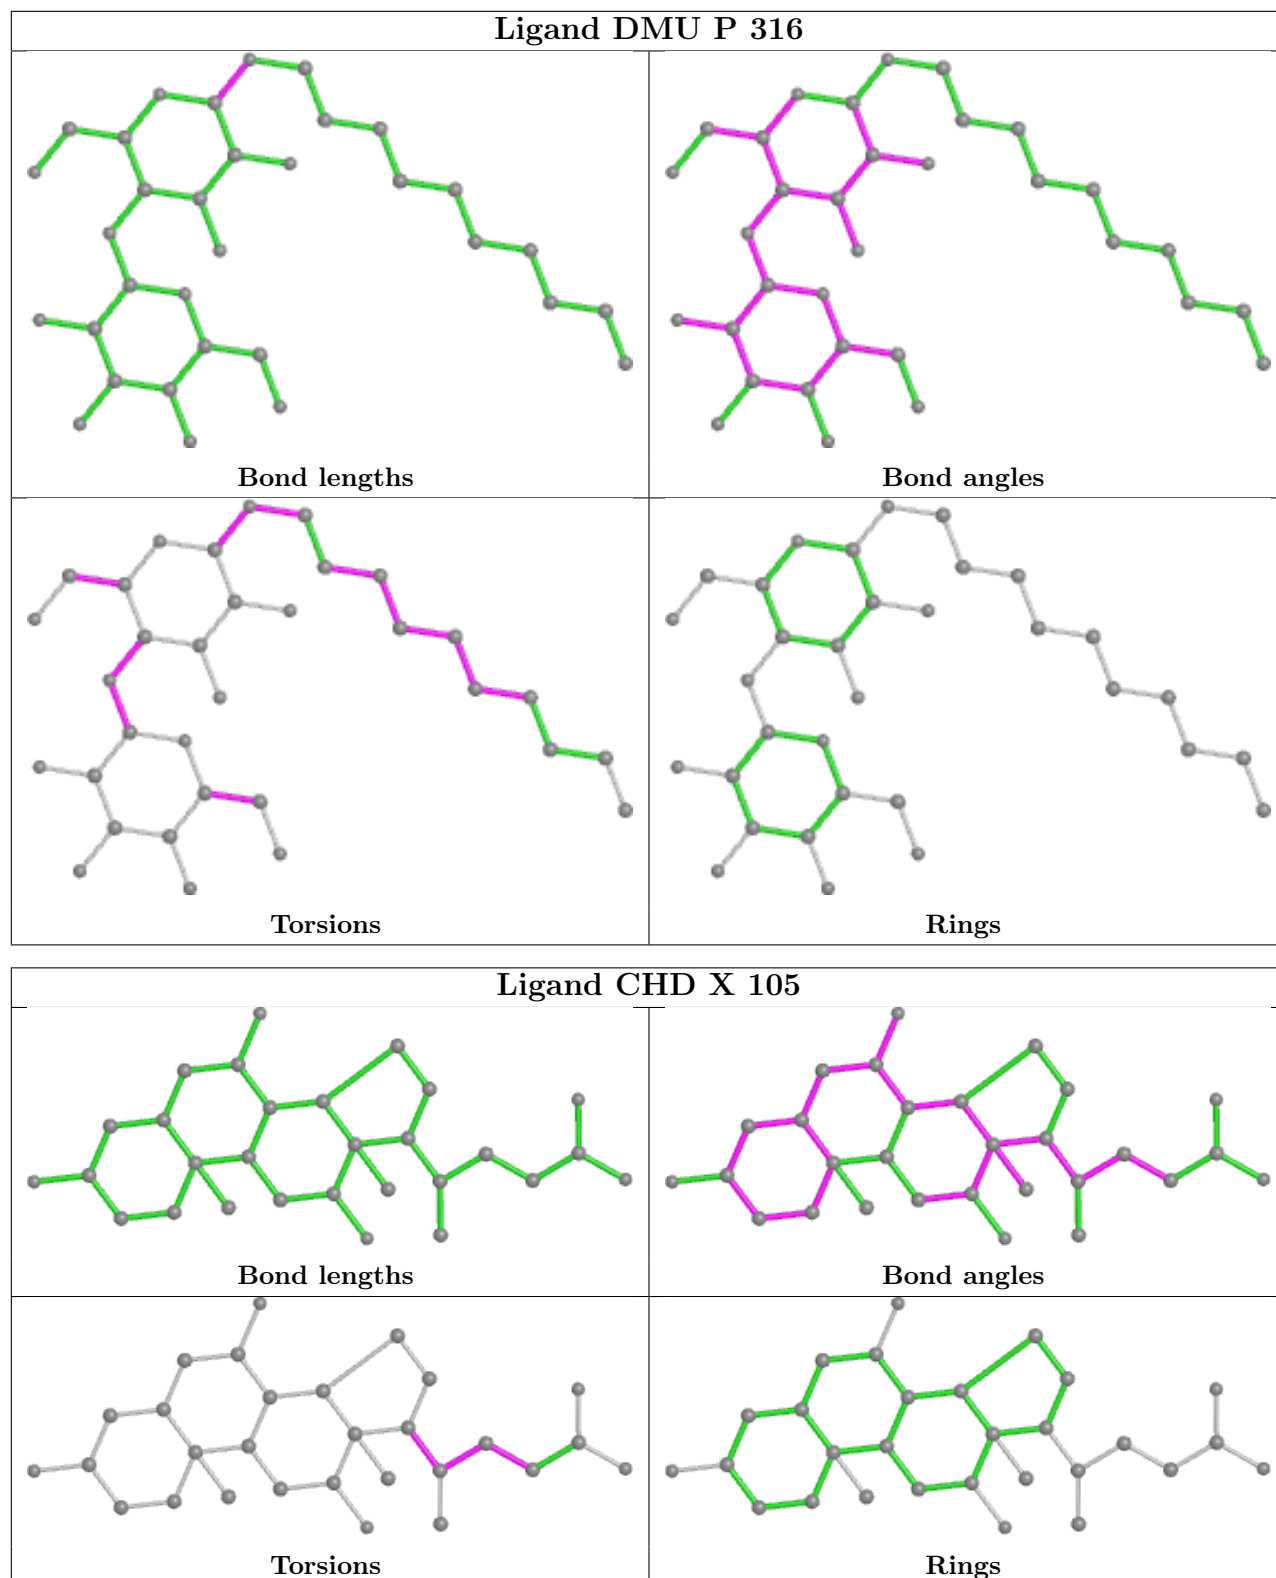 Ligand DMU P 316
Bond lengths
Bond angles
Torsions
Rings
Ligand CHD X 105
Bond lengths
Bond angles
Torsions
Rings